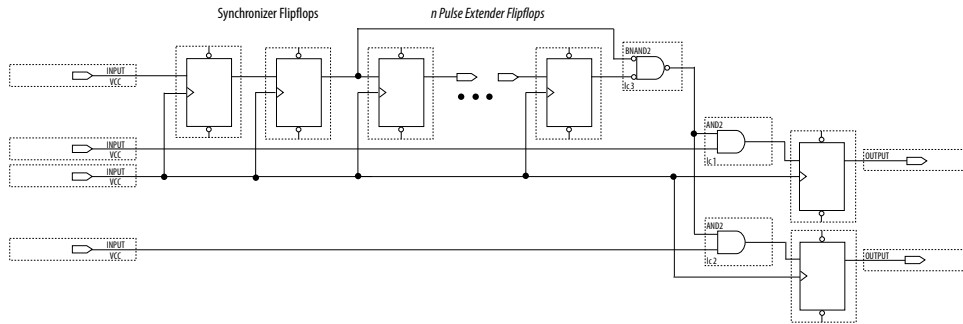 Synchronizer Flipflops
n Pulse Extender Flipflops
BNAND2
INPUT
VCC
lc3
AND2
INPUT
VCC
OUTPUT
lc1
INPUT
VCC
AND2
INPUT
VCC
OUTPUT
lc2